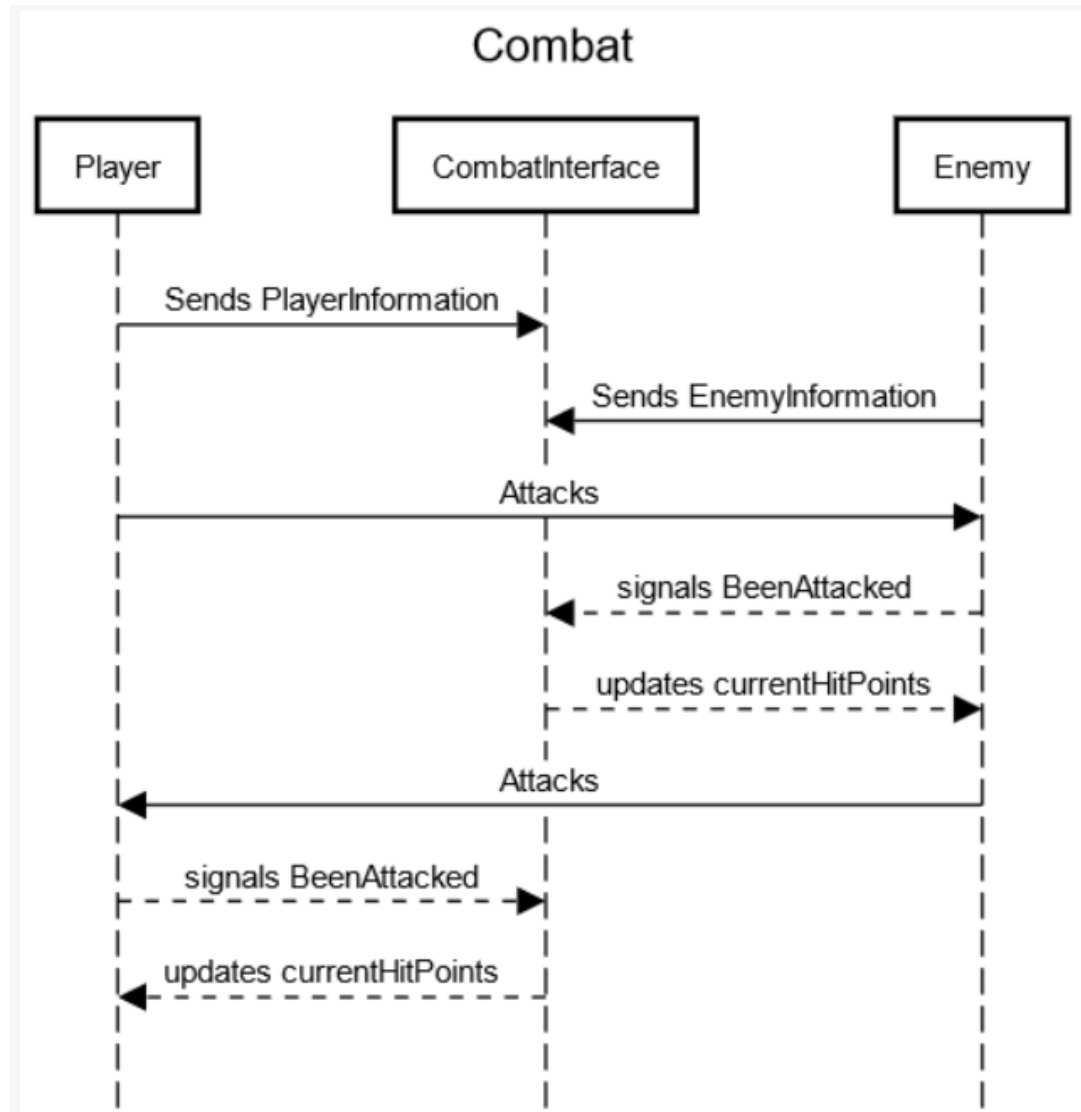 Combat
Player
CombatInterface
Enemy
Sends PlayerInformation
Sends EnemyInformation
Attacks
signals BeenAttacked
updates currentHitPoints
Attacks
signals BeenAttacked
updates currentHitPoints